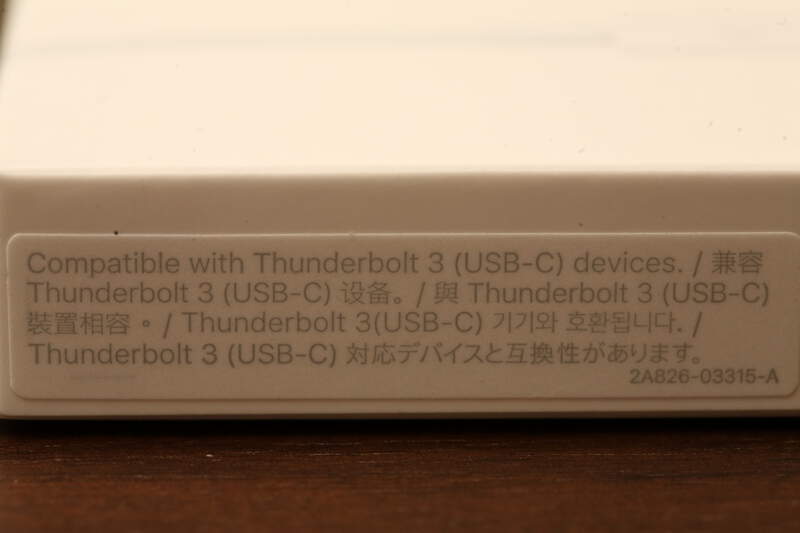 Compatible with Thunderbolt 3 (USB-C) devices. / 兼容
Thunderbolt 3 (USB-C) 设备。/ 與 Thunderbolt 3 (USB-C)
裝置相容。/ Thunderbolt 3(USB-C) 기기와 호환됩니다. /
Thunderbolt 3 (USB-C) 対応デバイスと互換性があります。
2A826-03315-A